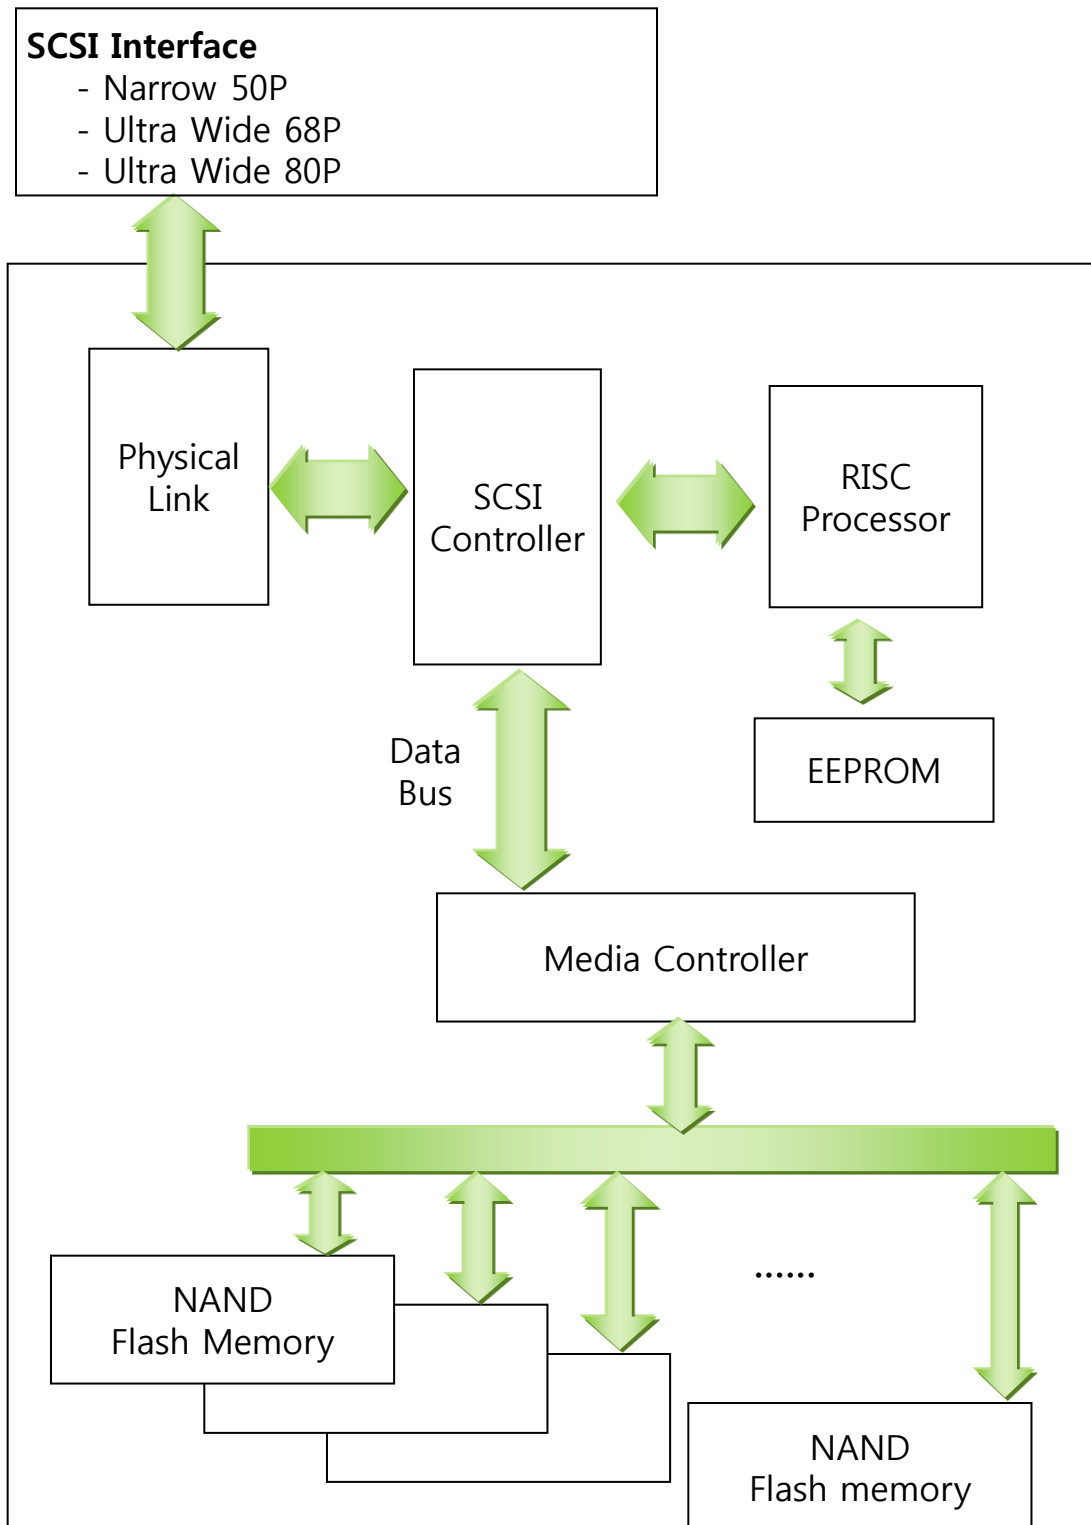 SCSI Interface
- Narrow 50P
- Ultra Wide 68P
- Ultra Wide 80P
Physical
Link
SCSI
Controller
RISC
Processor
Data
Bus
EEPROM
Media Controller
......
NAND
Flash Memory
NAND
Flash memory